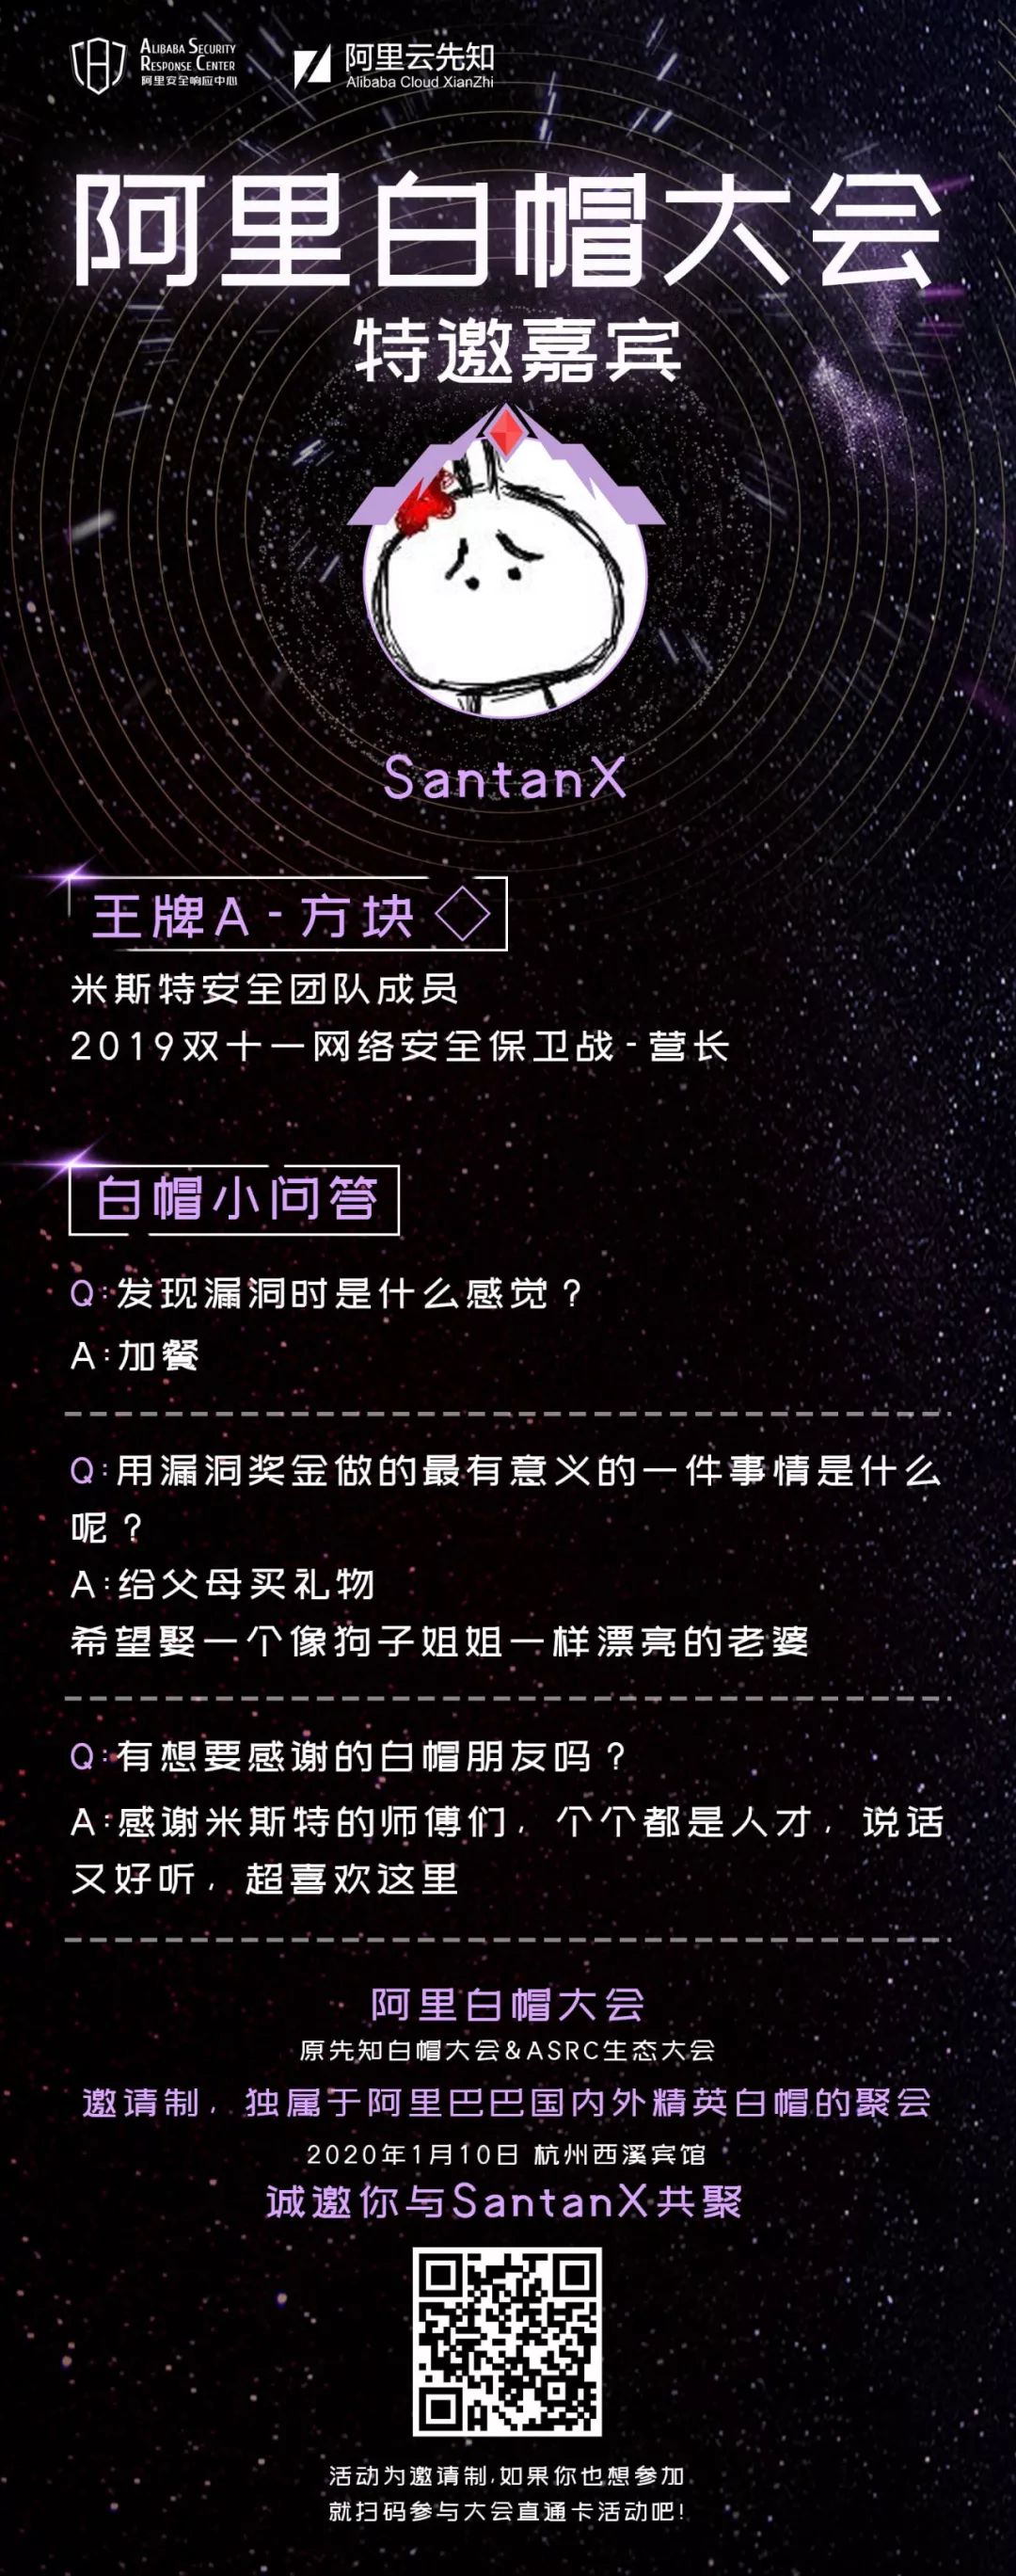 ALIBABA SECURITY
RESPONSE CENTER
阿里安全响应中心
阿里云先知
Alibaba Cloud XianZhi
阿里白帽大会
特邀嘉宾
SantanX
王牌A-方块
米斯特安全团队成员
2019双十一网络安全保卫战-营长
白帽小问答
Q:发现漏洞时是什么感觉？
A:加餐
Q:用漏洞奖金做的最有意义的一件事情是什么
呢？
A:给父母买礼物
希望娶一个像狗子姐姐一样漂亮的老婆
Q:有想要感谢的白帽朋友吗？
A:感谢米斯特的师傅们，个个都是人才，说话
又好听，超喜欢这里
阿里白帽大会
原先知白帽大会&ASRC生态大会
邀请制，独属于阿里巴巴国内外精英白帽的聚会
2020年1月10日 杭州西溪宾馆
诚邀你与SantanX共聚
活动为邀请制,如果你也想参加
就扫码参与大会直通卡活动吧!